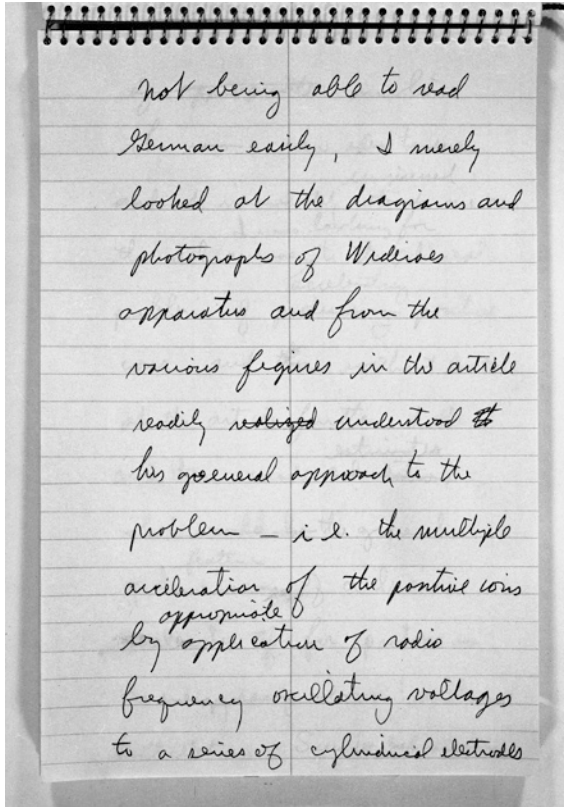 not being able to read
German easily, I merely
looked at the diagrams and
photographs of Wideroes
apparatus and from the
various figures in the article
readily realized understood
his general approach to the
problem — i.e. the multiple
acceleration of the positive ions
appropriate
by application of radio
frequency oscillating voltages
to a series of cylindrical electrodes